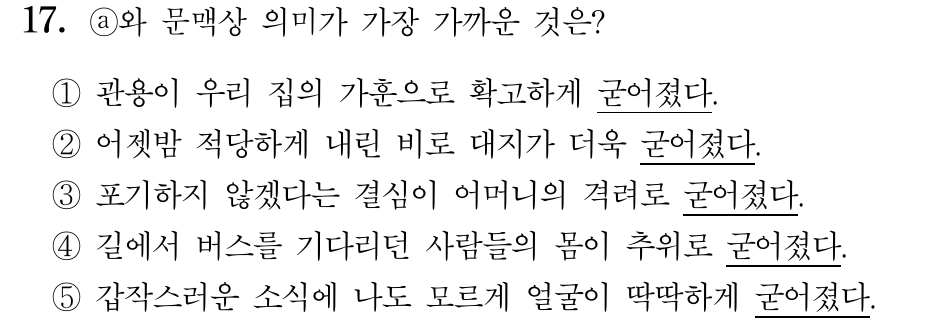 17. ⓐ와 문맥상 의미가 가장 가까운 것은?
① 관용이 우리 집의 가훈으로 확고하게 굳어졌다.
② 어젯밤 적당하게 내린 비로 대지가 더욱 굳어졌다.
③ 포기하지 않겠다는 결심이 어머니의 격려로 굳어졌다.
④ 길에서 버스를 기다리던 사람들의 몸이 추위로 굳어졌다.
⑤ 갑작스러운 소식에 나도 모르게 얼굴이 딱딱하게 굳어졌다.